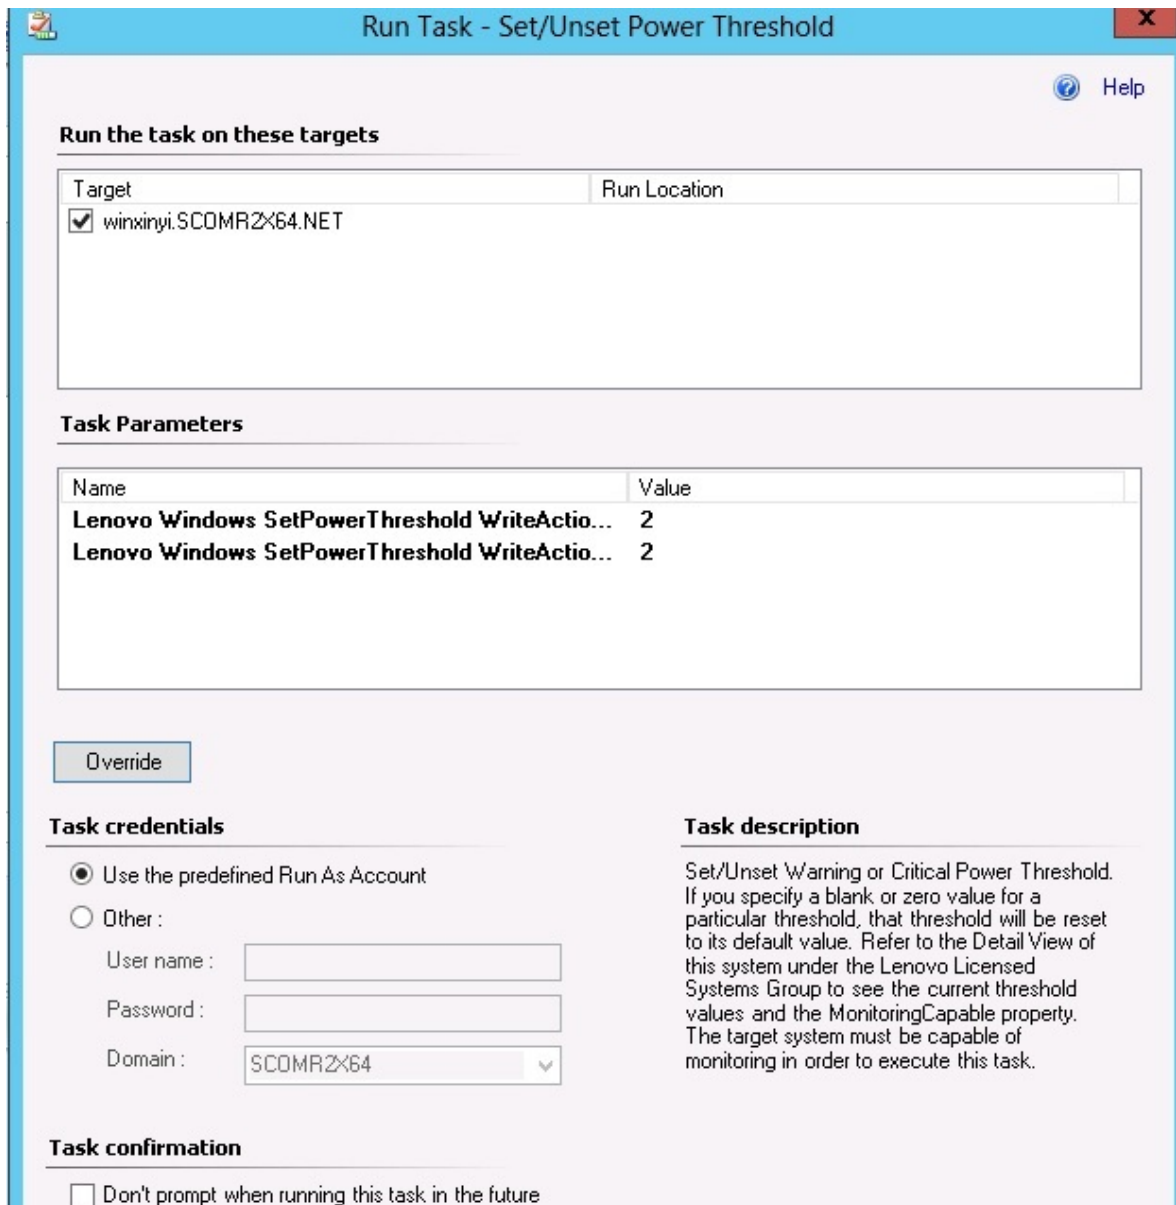 Run Task - Set/Unset Power Threshold
x
Help
Run the task on these targets
Target Run Location
winxinyi.SCOMR2X64.NET
Task Parameters
Name Value
Lenovo Windows SetPowerThreshold WriteActio... 2
Lenovo Windows SetPowerThreshold WriteActio... 2
Override
Task credentials
Use the predefined Run As Account
Other :
User name :
Password :
Domain : SCOMR2X64
Task description
Set/Unset Warning or Critical Power Threshold.
If you specify a blank or zero value for a
particular threshold, that threshold will be reset
to its default value. Refer to the Detail View of
this system under the Lenovo Licensed
Systems Group to see the current threshold
values and the MonitoringCapable property.
The target system must be capable of
monitoring in order to execute this task.
Task confirmation
Don't prompt when running this task in the future